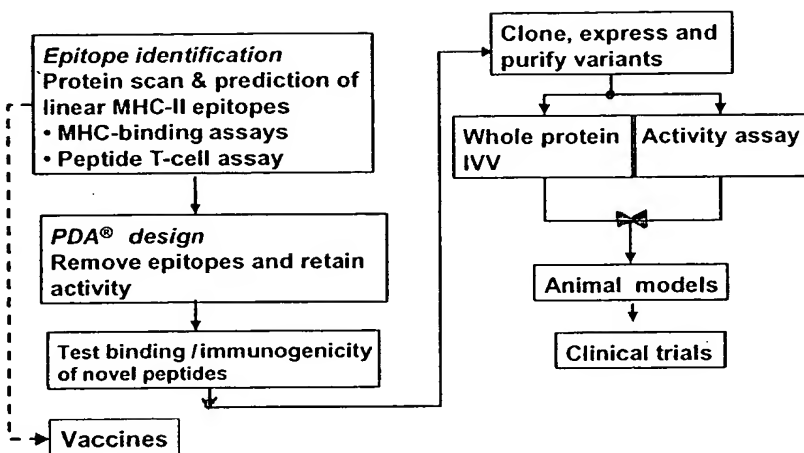 Epitope identification
Protein scan & prediction of
linear MHC-II epitopes
• MHC-binding assays
• Peptide T-cell assay
PDA® design
Remove epitopes and retain
activity
Test binding / immunogenicity
of novel peptides
Vaccines
Clone, express and
purify variants
Whole protein
IVV
Activity assay
Animal models
Clinical trials